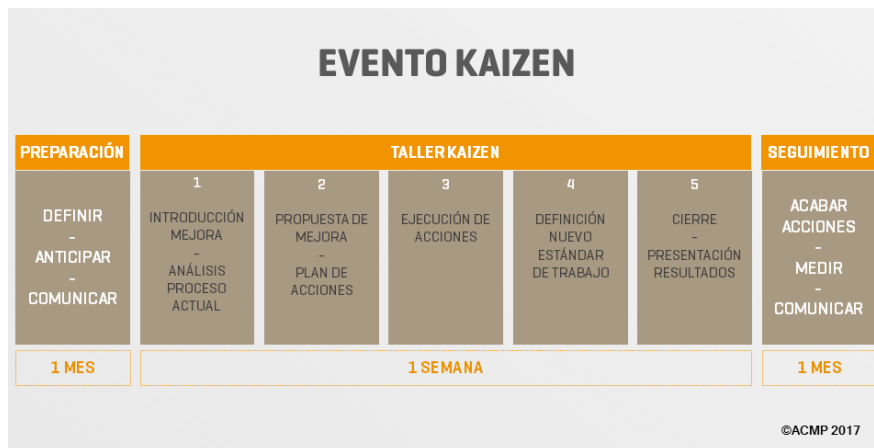 EVENTO KAIZEN
PREPARACIÓN
DEFINIR
-
ANTICIPAR
-
COMUNICAR
1 MES
TALLER KAIZEN
1
INTRODUCCIÓN
MEJORA
-
ANÁLISIS
PROCESO
ACTUAL
2
PROPUESTA DE
MEJORA
-
PLAN DE
ACCIONES
3
EJECUCIÓN DE
ACCIONES
4
DEFINICIÓN
NUEVO
ESTÁNDAR
DE TRABAJO
5
CIERRE
-
PRESENTACIÓN
RESULTADOS
1 SEMANA
SEGUIMIENTO
ACABAR
ACCIONES
-
MEDIR
-
COMUNICAR
1 MES
©ACMP 2017